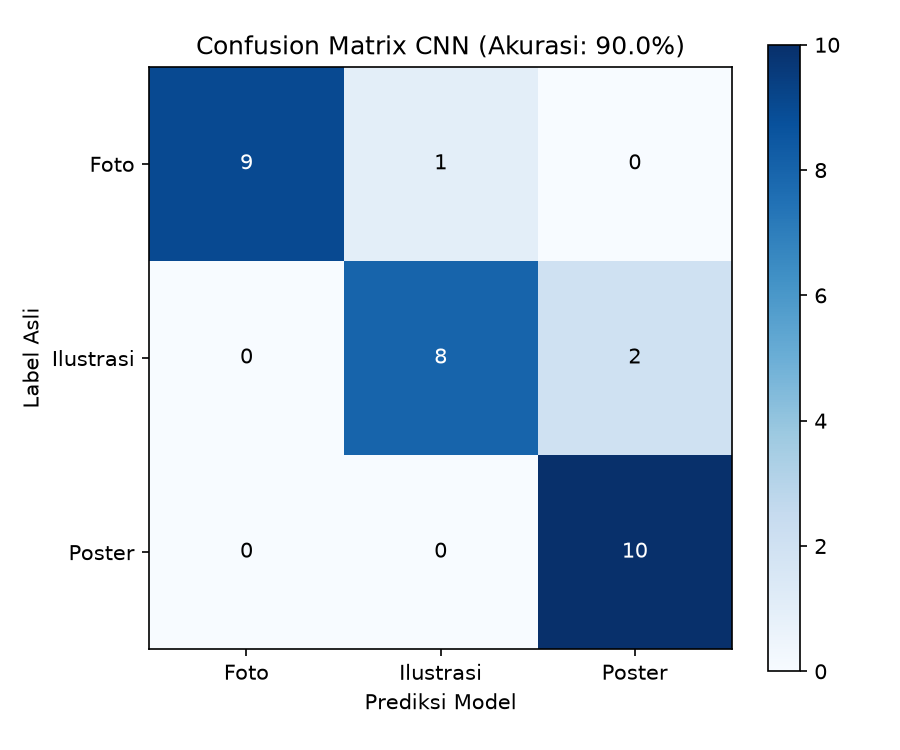 Confusion Matrix CNN (Akurasi: 90.0%)
Foto 9 1 0
Ilustrasi 0 8 2
Poster 0 0 10
Foto Ilustrasi Poster
Prediksi Model
Label Asli
10
8
6
4
2
0